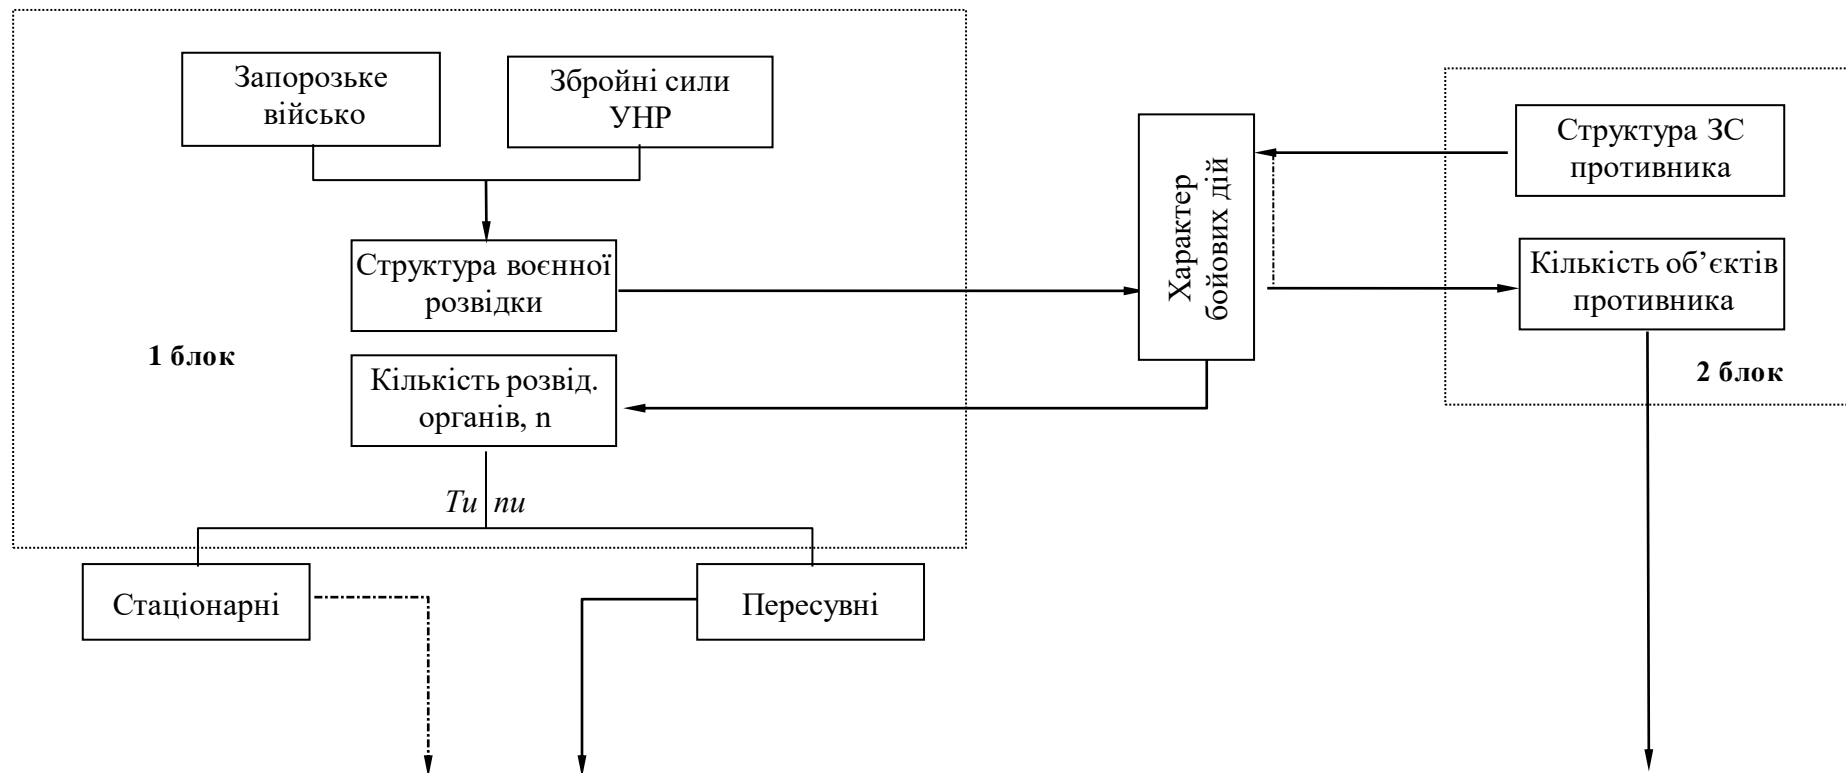 Запорозьке
військо
Збройні сили
УНР
Структура воєнної
розвідки
1 блок
Кількість розвід.
органів, n
Ти пи
Стаціонарні
Пересувні
Характер
бойових дій
Структура ЗС
противника
Кількість об’єктів
противника
2 блок